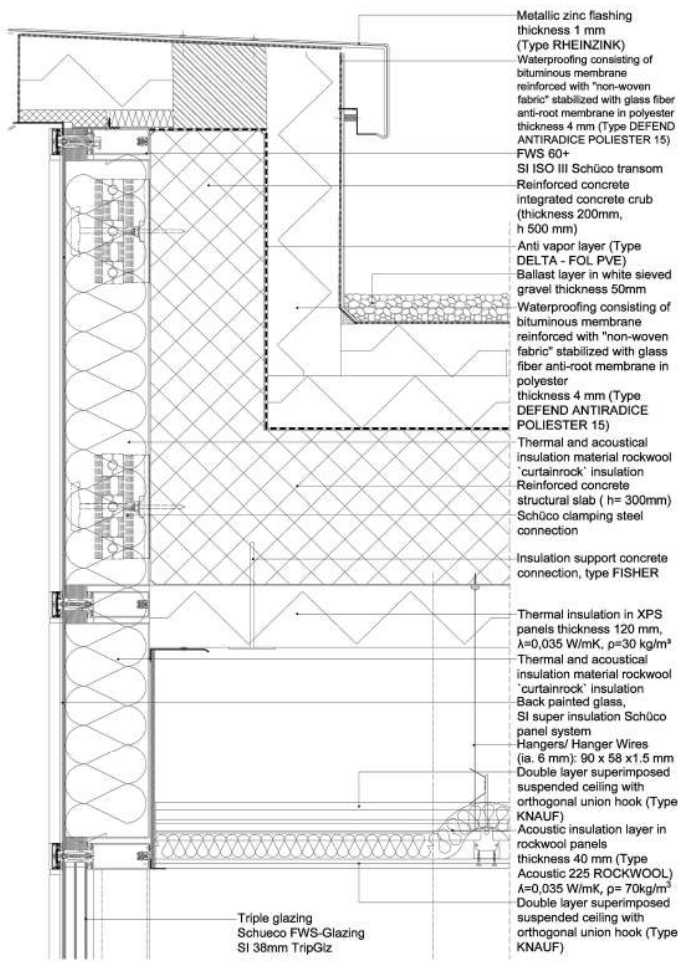 Metallic zinc flashing
thickness 1 mm
(Type RHEINZINK)
Waterproofing consisting of
bituminous membrane
reinforced with "non-woven
fabric" stabilized with glass fiber
anti-root membrane in polyester
thickness 4 mm (Type DEFEND
ANTIRADICE POLIESTER 15)
FWS 60+
SI ISO III Schüco transom
Reinforced concrete
integrated concrete crub
(thickness 200mm,
h 500 mm)
Anti vapor layer (Type
DELTA - FOL PVE)
Ballast layer in white sieved
gravel thickness 50mm
Waterproofing consisting of
bituminous membrane
reinforced with "non-woven
fabric" stabilized with glass
fiber anti-root membrane in
polyester
thickness 4 mm (Type
DEFEND ANTIRADICE
POLIESTER 15)
Thermal and acoustical
insulation material rockwool
`curtainrock` insulation
Reinforced concrete
structural slab ( h= 300mm)
Schüco clamping steel
connection
Insulation support concrete
connection, type FISHER
Thermal insulation in XPS
panels thickness 120 mm,
λ=0,035 W/mK, ρ=30 kg/m³
Thermal and acoustical
insulation material rockwool
`curtainrock` insulation
Back painted glass,
SI super insulation Schüco
panel system
Hangers/ Hanger Wires
(ia. 6 mm): 90 x 58 x1.5 mm
Double layer superimposed
suspended ceiling with
orthogonal union hook (Type
KNAUF)
Acoustic insulation layer in
rockwool panels
thickness 40 mm (Type
Acoustic 225 ROCKWOOL)
λ=0,035 W/mK, ρ= 70kg/m³
Double layer superimposed
suspended ceiling with
orthogonal union hook (Type
KNAUF)
Triple glazing
Schueco FWS-Glazing
SI 38mm TripGlz